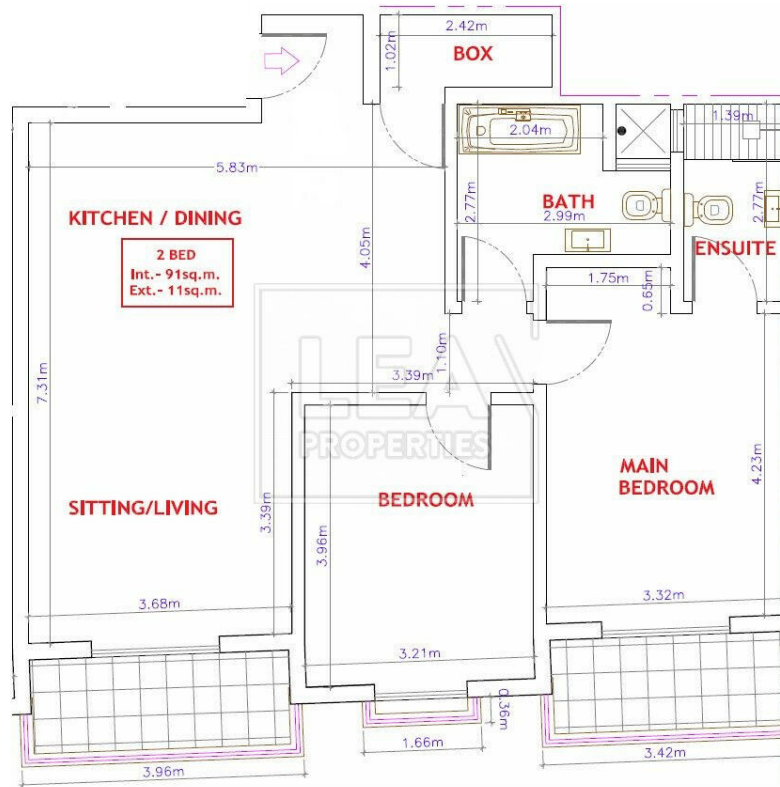 2.42m
1.02m
BOX
2.04m
1.39m
5.83m
2.77m
BATH
2.99m
2.77m
KITCHEN / DINING
4.05m
ENSUITE
2 BED
Int.- 91sq.m.
Ext.- 11sq.m.
1.75m
0.65m
1.10m
LEA
PROPERTIES
3.39m
7.31m
MAIN
BEDROOM
4.23m
SITTING/LIVING
BEDROOM
3.39m
3.96m
3.68m
3.32m
3.21m
0.36m
1.66m
3.42m
3.96m